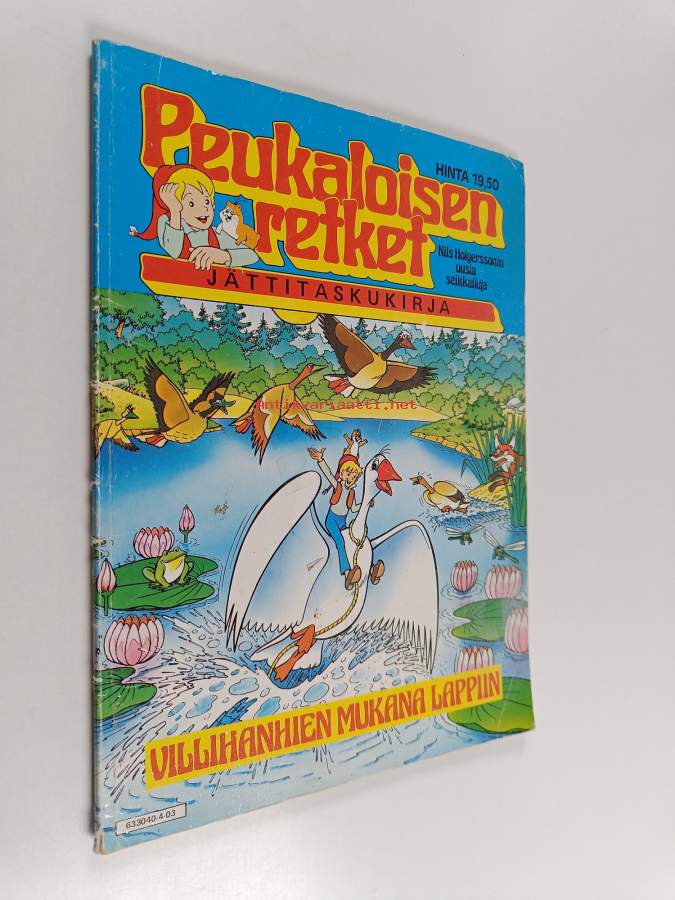 Peukaloisen
retket
HINTA 19,50
Nils Holgerssonin
uusia
seikkailuja
JÄTTITASKUKIRJA
Antikvariaatti.net
VILLIHANHIEN MUKANA LAPPIIN
633040-4-03